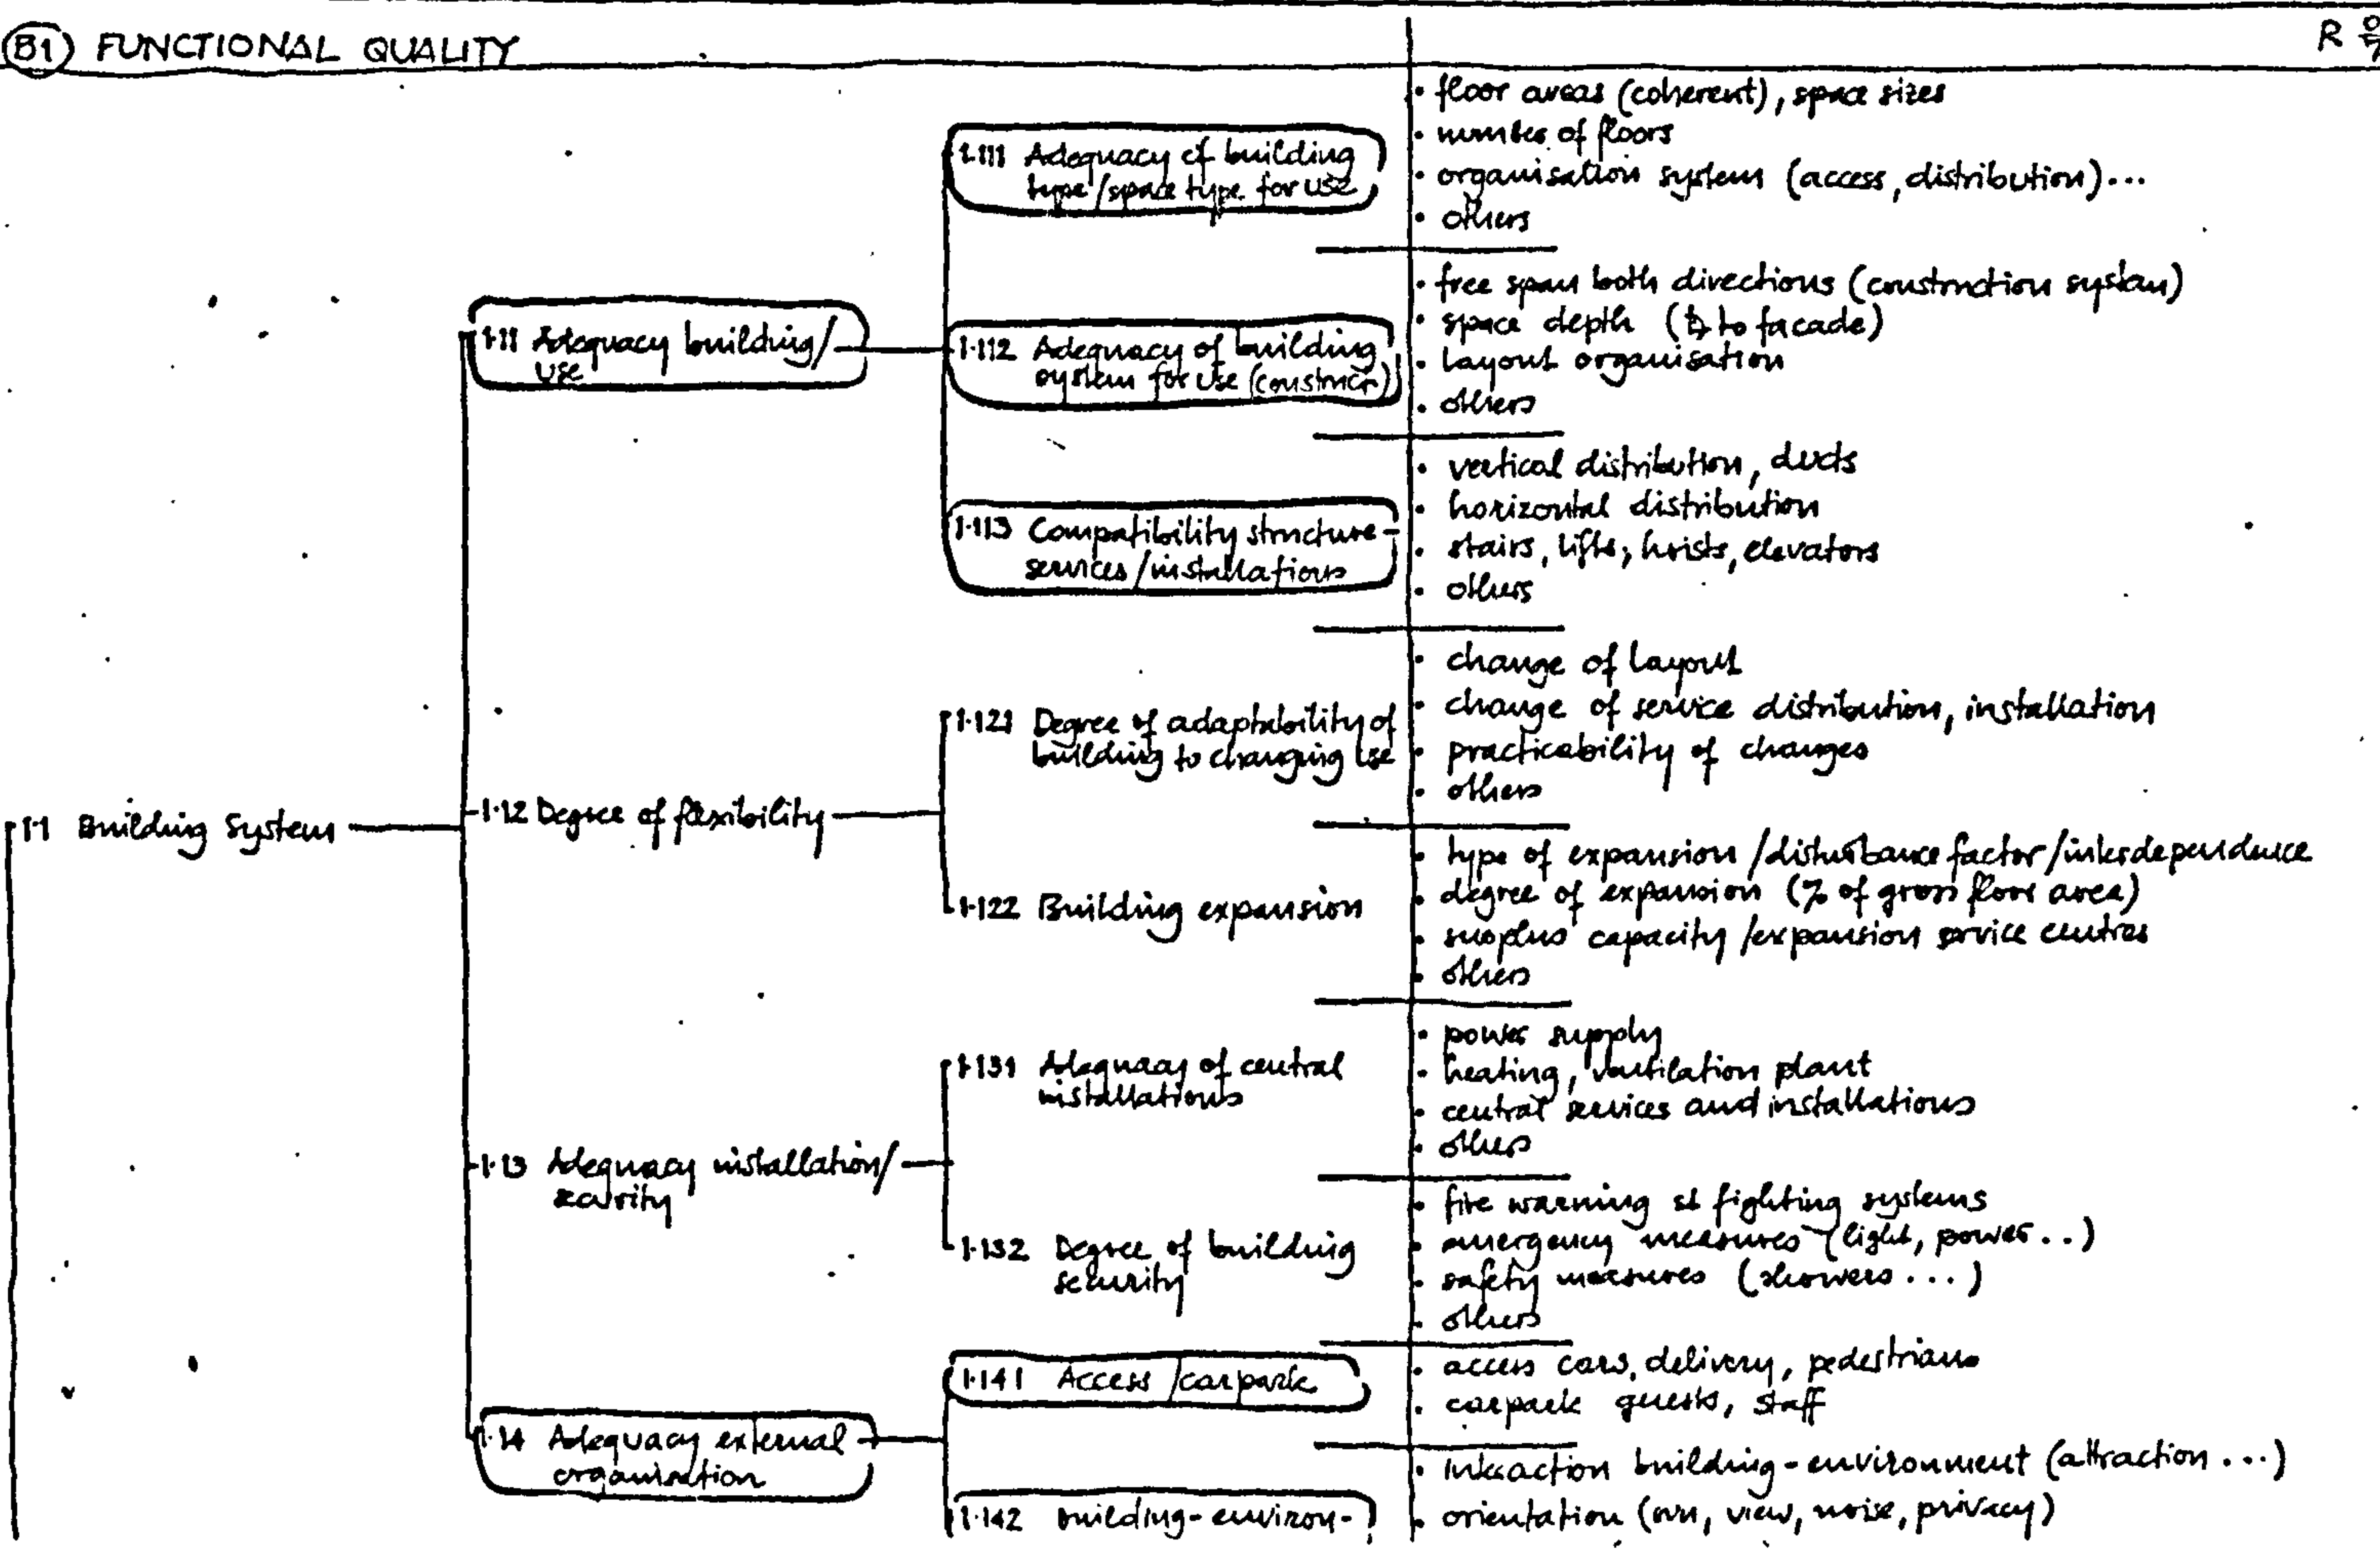 B1 FUNCTIONAL QUALITY
R
1.1 Building System
1.11 Adequacy building/
use
1.111 Adequacy of building
type/space type for use
• floor areas (coherent), space sizes
• number of floors
• organisation system (access, distribution)...
• others
1.112 Adequacy of building
system for use (construct)
• free span both directions (construction system)
• space depth ( to facade)
• layout organisation
• others
1.113 Compatibility structure-
services/installations
• vertical distribution, ducts
• horizontal distribution
• stairs, lifts; hoists, elevators
• others
1.12 Degree of flexibility
1.121 Degree of adaptability of
building to changing use
• change of layout
• change of service distribution, installation
• practicability of changes
• others
1.122 Building expansion
• type of expansion/disturbance factor/interdependence
• degree of expansion (% of gross floor area)
• surplus capacity/expansion service centres
• others
1.13 Adequacy installation/
security
1.131 Adequacy of central
installations
• power supply
• heating, ventilation plant
• central services and installations
• others
1.132 Degree of building
security
• fire warning & fighting systems
• emergency measures (light, power..)
• safety measures (showers...)
• others
1.14 Adequacy external
organisation
1.141 Access/carpark
• access cars, delivery, pedestrians
• carpark guests, staff
1.142 Building-environ-
• Interaction building-environment (attraction...)
• orientation (sun, view, noise, privacy)